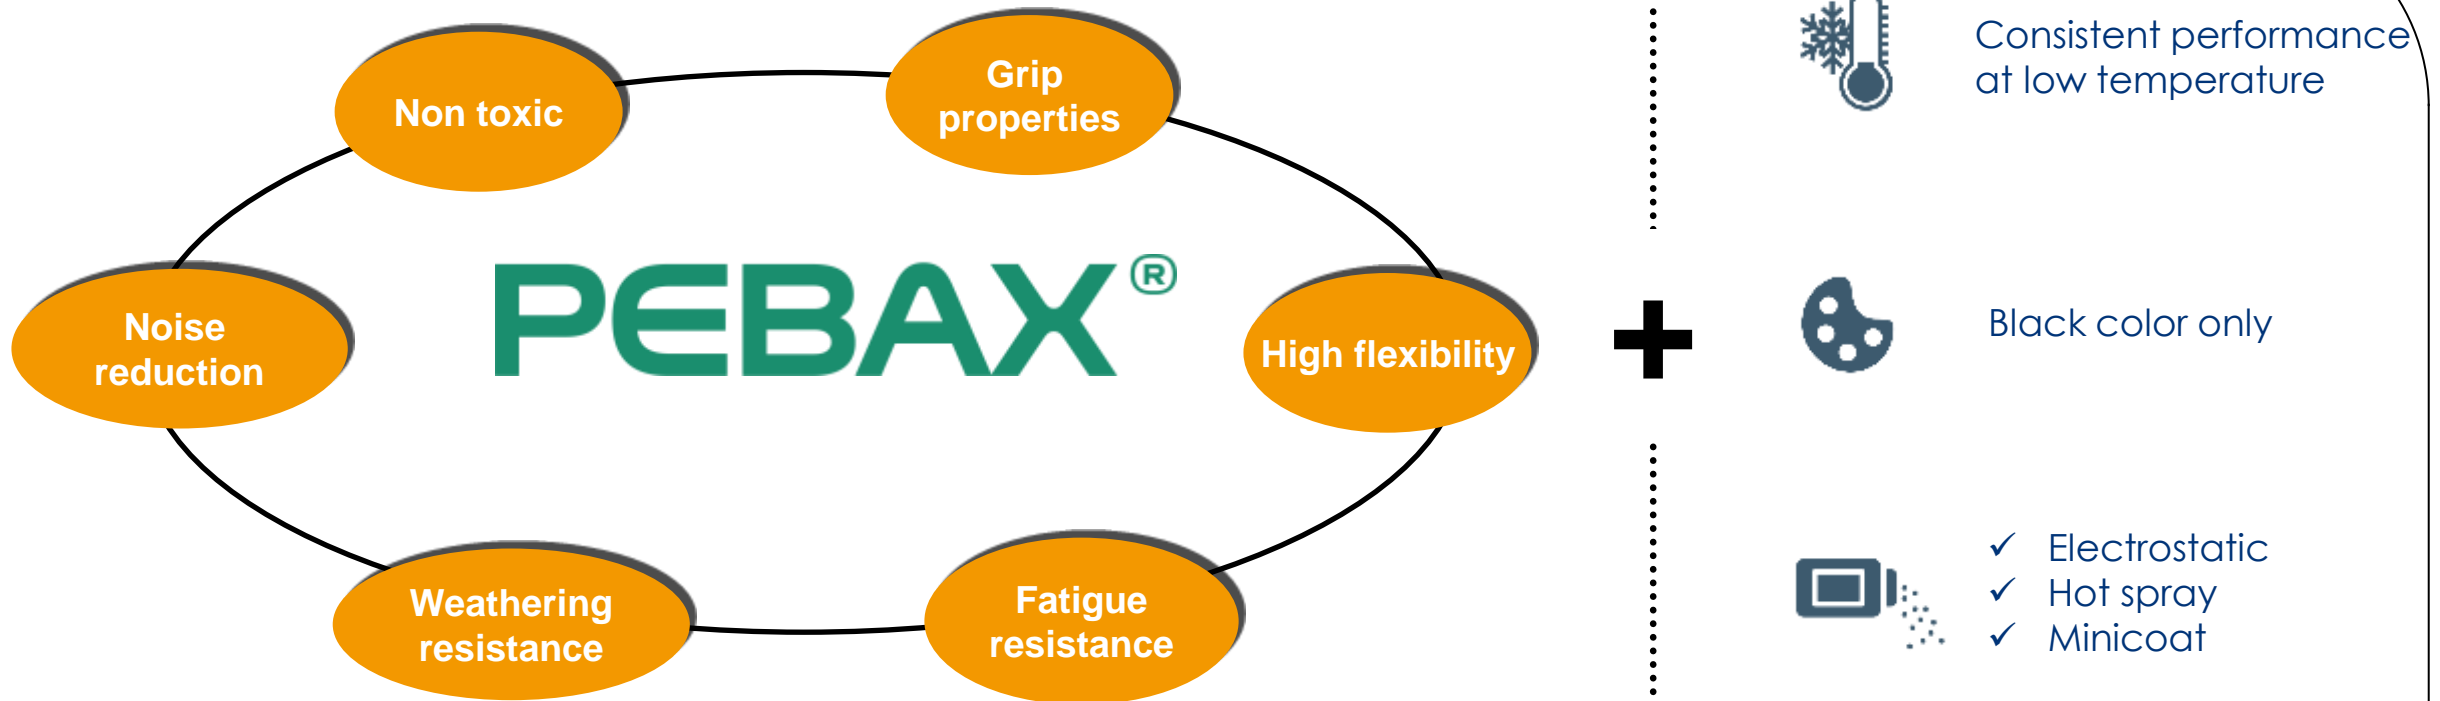 Non toxic
Grip
properties
Noise
reduction
PEBAX®
High flexibility
Weathering
resistance
Fatigue
resistance
+
Consistent performance
at low temperature
Black color only
✓ Electrostatic
✓ Hot spray
✓ Minicoat